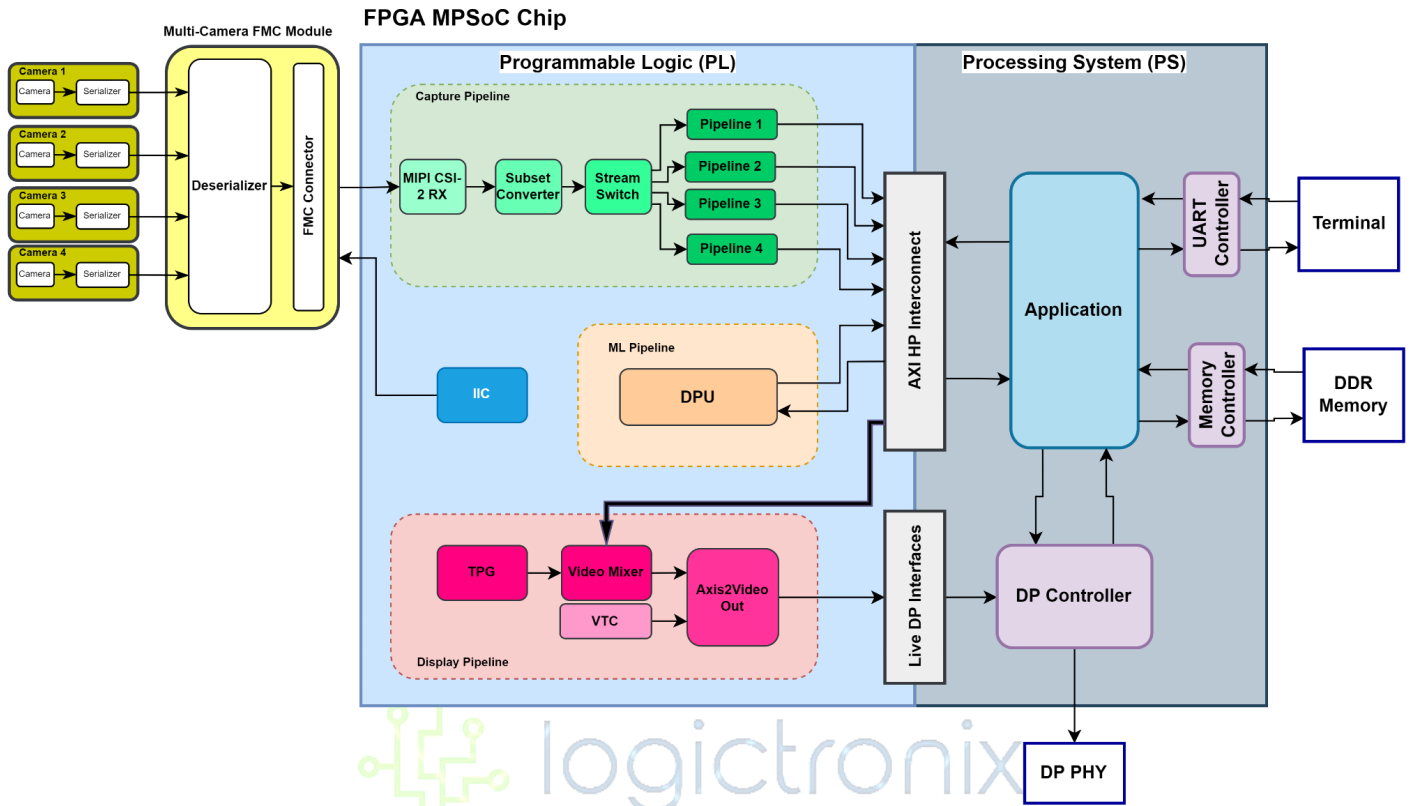 FPGA MPSoC Chip
Multi-Camera FMC Module
Programmable Logic (PL)
Processing System (PS)
Camera 1
Camera
Serializer
Camera 2
Camera
Serializer
Camera 3
Camera
Serializer
Camera 4
Camera
Serializer
Deserializer
FMC Connector
Capture Pipeline
MIPI CSI-
2 RX
Subset
Converter
Stream
Switch
Pipeline 1
Pipeline 2
Pipeline 3
Pipeline 4
IIC
ML Pipeline
DPU
AXI HP Interconnect
Application
UART
Controller
Terminal
Memory
Controller
DDR
Memory
TPG
Video Mixer
VTC
Axis2Video
Out
Display Pipeline
Live DP Interfaces
DP Controller
DP PHY
logictronix